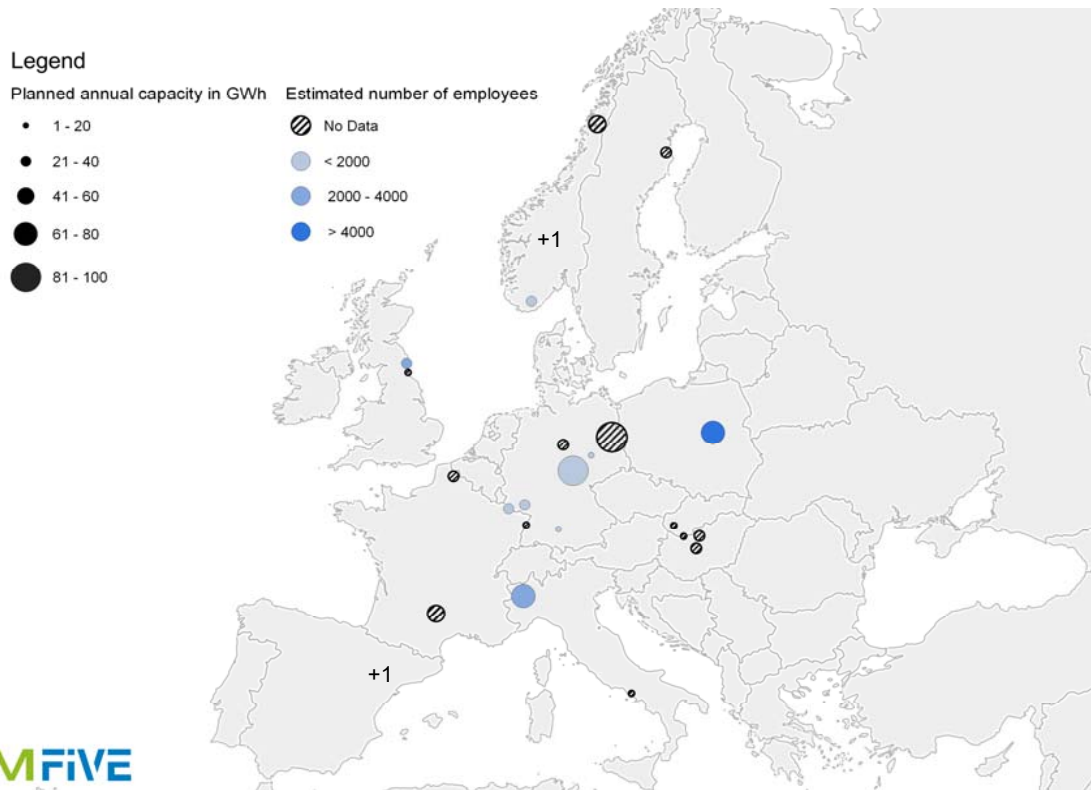 Legend
Planned annual capacity in GWh
1 - 20
21 - 40
41 - 60
61 - 80
81 - 100
Estimated number of employees
No Data
< 2000
2000 - 4000
> 4000
+1
+1
MFiVE